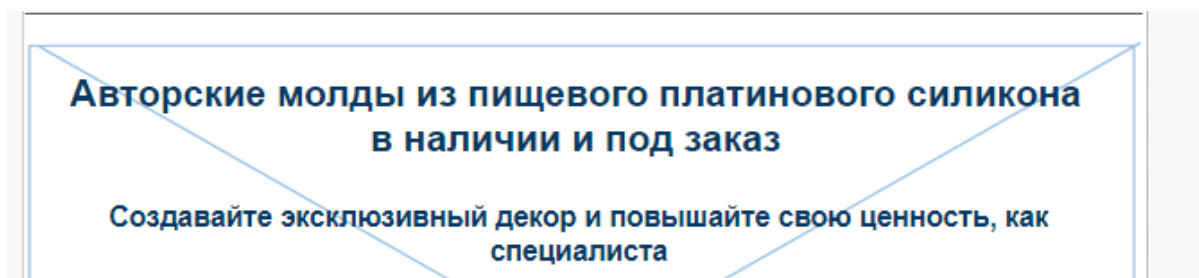 Авторские молды из пищевого платинового силикона
в наличии и под заказ
Создавайте эксклюзивный декор и повышайте свою ценность, как
специалиста